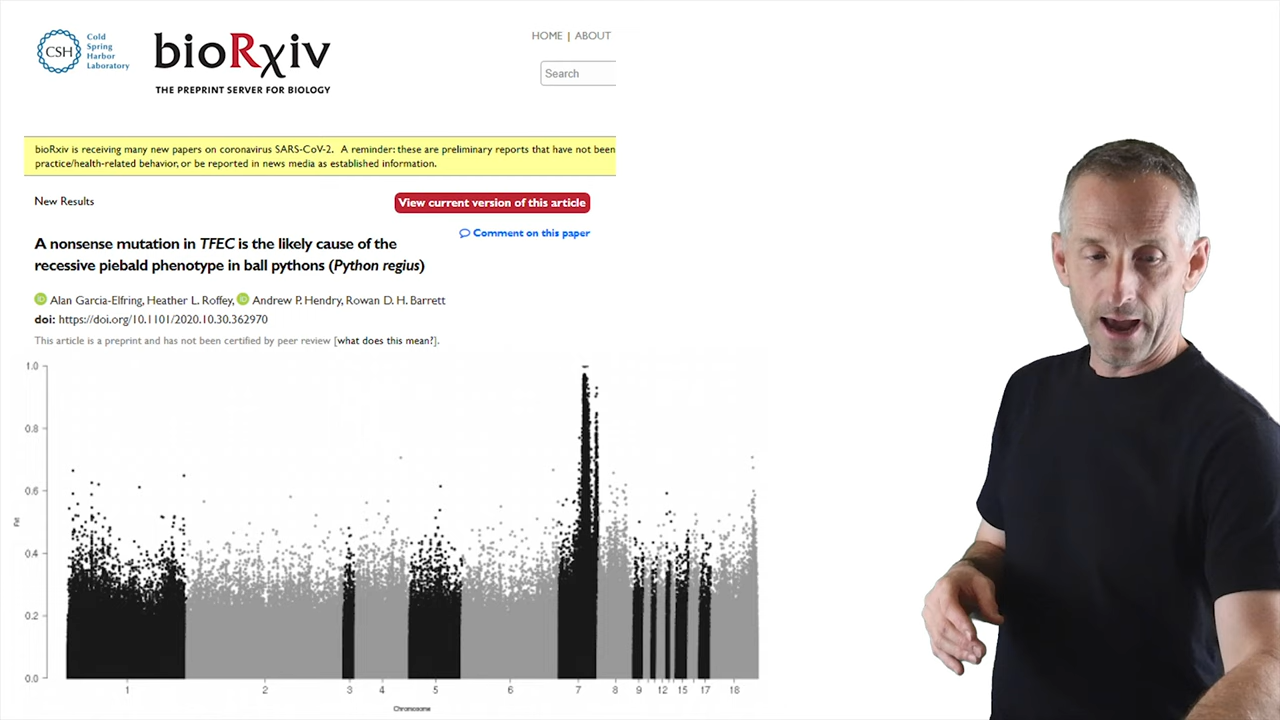 CSH
Cold
Spring
Harbor
Laboratory
bioRxiv
THE PREPRINT SERVER FOR BIOLOGY
HOME | ABOUT
Search
bioRxiv is receiving many new papers on coronavirus SARS-CoV-2. A reminder: these are preliminary reports that have not been
practice/health-related behavior, or be reported in news media as established information.
New Results
View current version of this article
Comment on this paper
A nonsense mutation in TFEC is the likely cause of the
recessive piebald phenotype in ball pythons (Python regius)
iD Alan Garcia-Elfring, Heather L. Roffey, iD Andrew P. Hendry, Rowan D. H. Barrett
doi: https://doi.org/10.1101/2020.10.30.362970
This article is a preprint and has not been certified by peer review [what does this mean?].
1.0
0.8
0.6
0.4
0.2
0.0
Fst
1 2 3 4 5 6 7 8 9 12 15 17 18
Chromosome